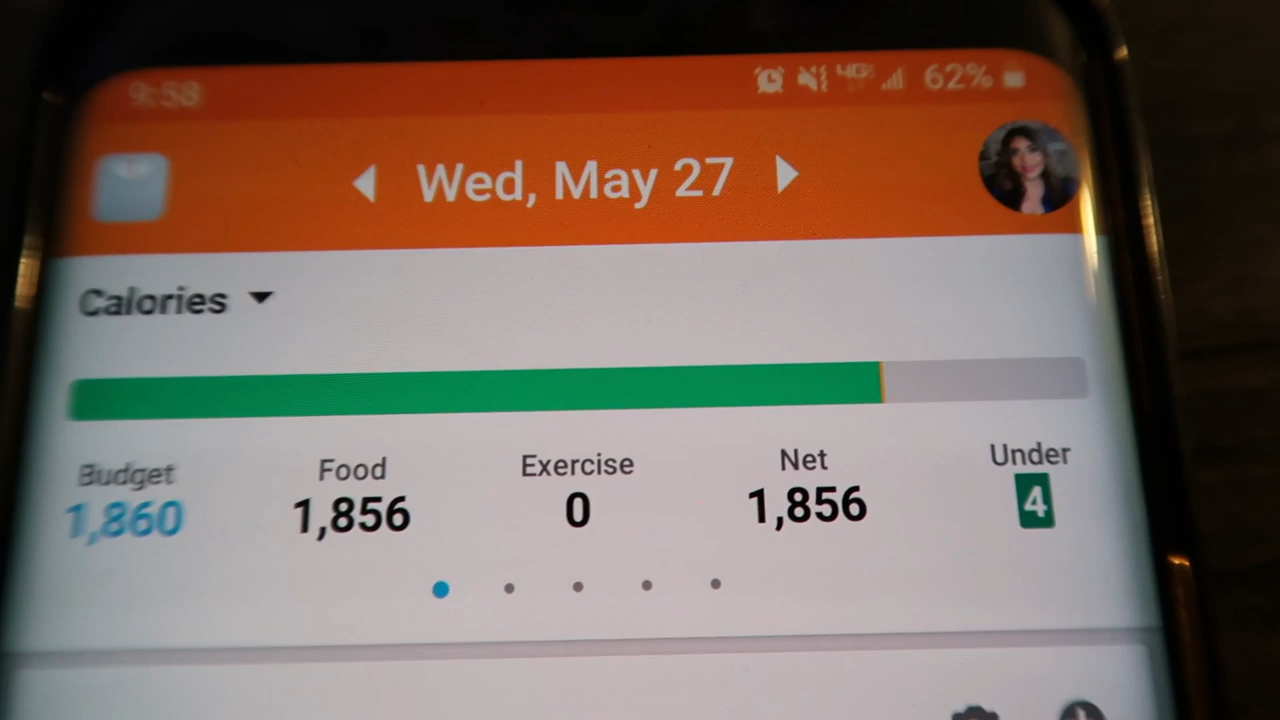 9:58 4G 62%
Wed, May 27
Calories
Budget Food Exercise Net Under
1,860 1,856 0 1,856 4